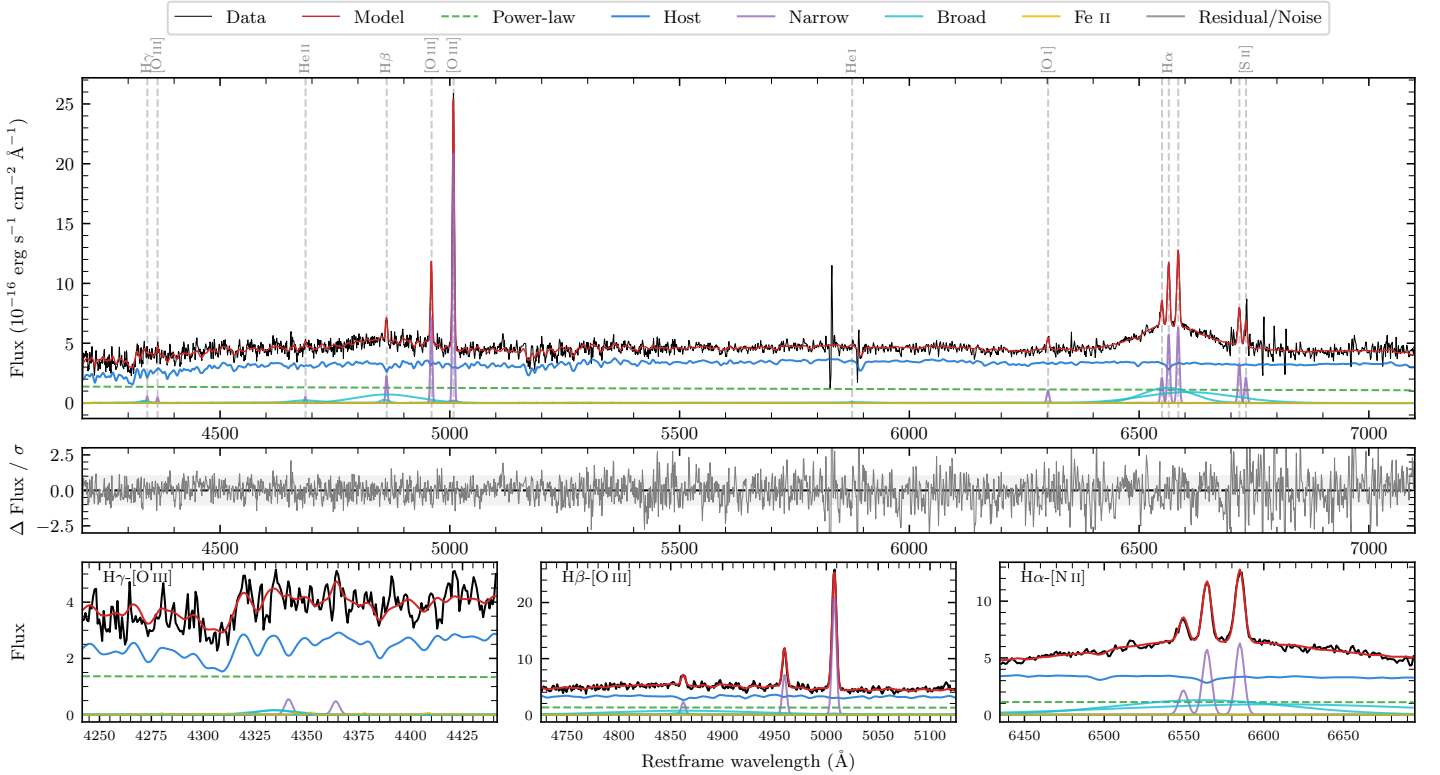 Data Model Power-law Host Narrow Broad Fe II Residual/Noise
Hγ [O III] He II Hβ [O III] [O III] He I [O I] Hα [S II]
Flux (10⁻¹⁶ erg s⁻¹ cm⁻² Å⁻¹)
25
20
15
10
5
0
4500 5000 5500 6000 6500 7000
Δ Flux / σ
2.5
0.0
−2.5
4500 5000 5500 6000 6500 7000
Flux
Hγ-[O III]
4
2
0
4250 4275 4300 4325 4350 4375 4400 4425
Hβ-[O III]
20
10
0
4750 4800 4850 4900 4950 5000 5050 5100
Hα-[N II]
10
5
0
6450 6500 6550 6600 6650
Restframe wavelength (Å)